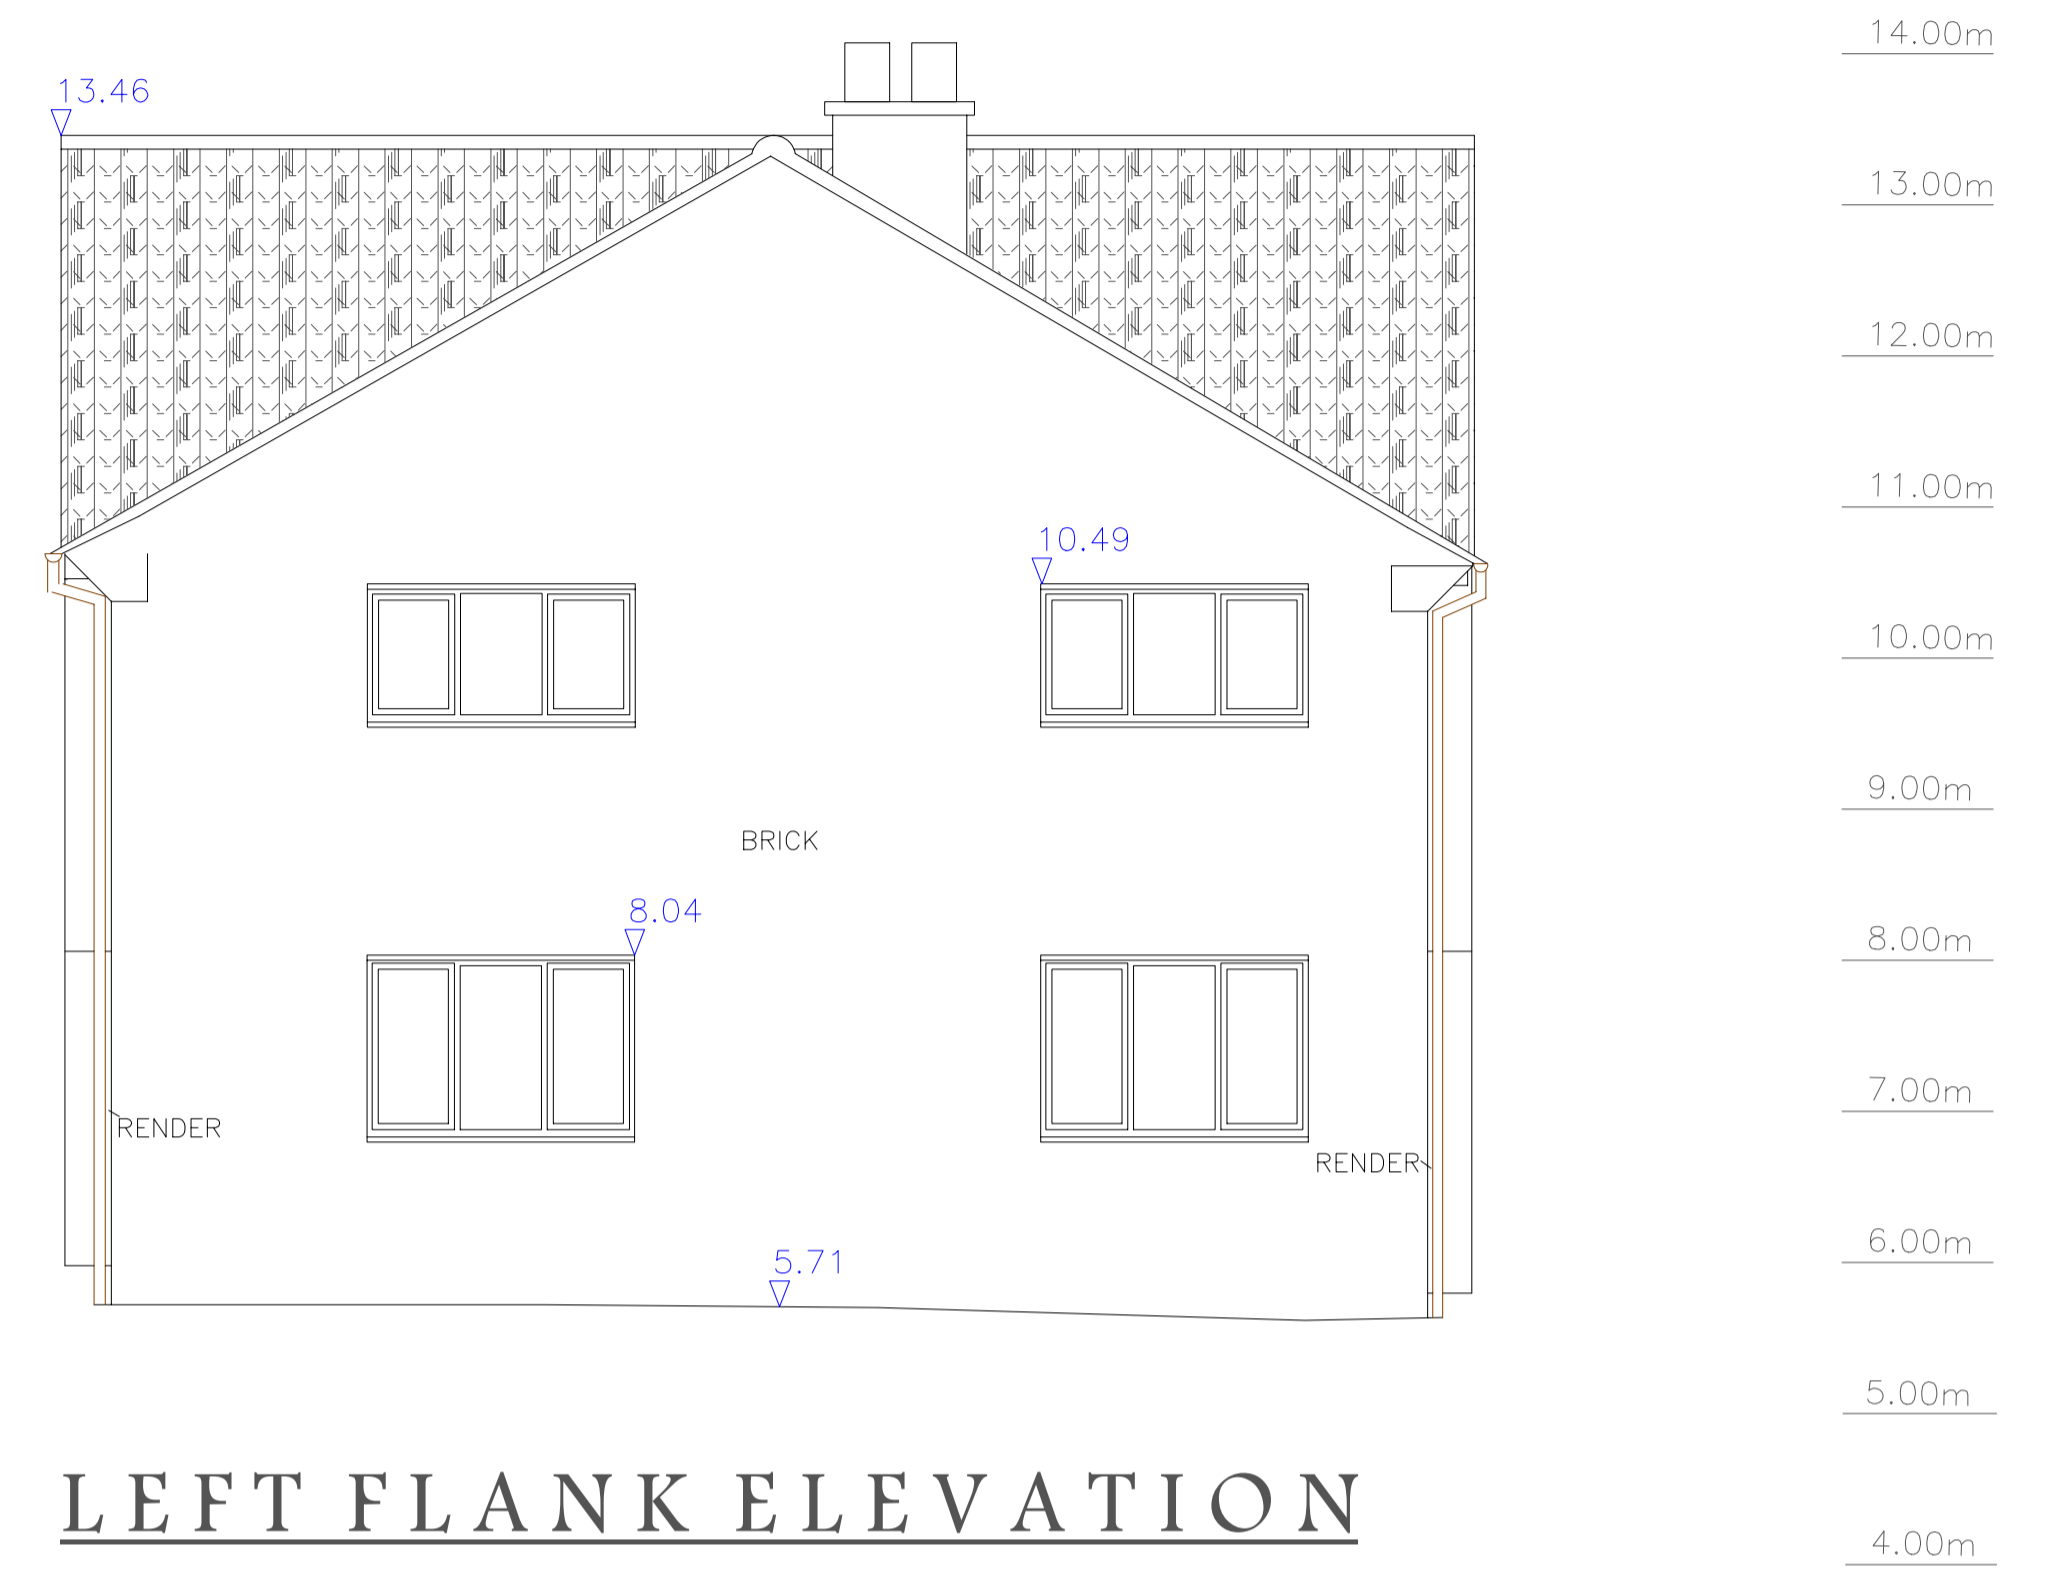 14.00m
13.46
13.00m
12.00m
11.00m
10.49
10.00m
9.00m
BRICK
8.04
8.00m
7.00m
RENDER
RENDER
6.00m
5.71
5.00m
LEFT FLANK ELEVATION
4.00m